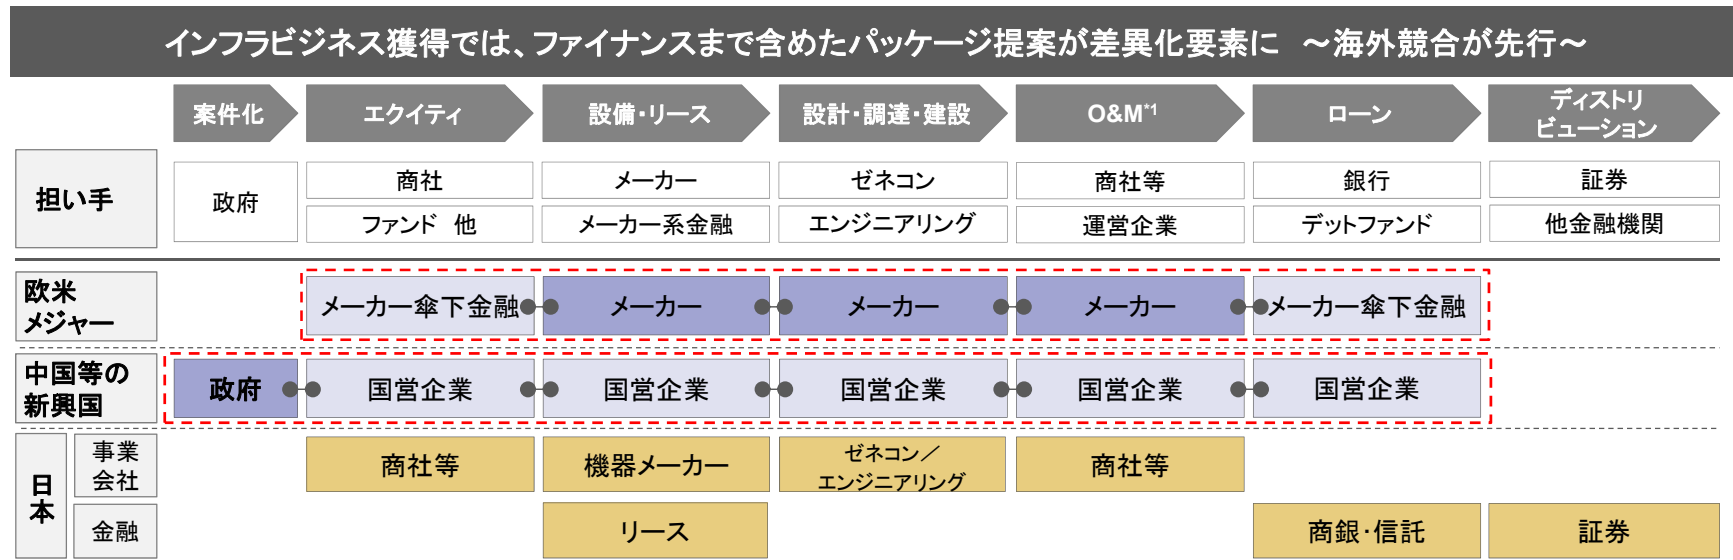 インフラビジネス獲得では、ファイナンスまで含めたパッケージ提案が差異化要素に ～海外競合が先行～
案件化
エクイティ
設備・リース
設計・調達・建設
O&M*1
ローン
ディストリ
ビューション
担い手
政府
商社
メーカー
ゼネコン
商社等
銀行
証券
ファンド 他
メーカー系金融
エンジニアリング
運営企業
デットファンド
他金融機関
欧米
メジャー
メーカー傘下金融
メーカー
メーカー
メーカー
メーカー傘下金融
中国等の
新興国
政府
国営企業
国営企業
国営企業
国営企業
国営企業
日
本
事業
会社
商社等
機器メーカー
ゼネコン／
エンジニアリング
商社等
金融
リース
商銀・信託
証券